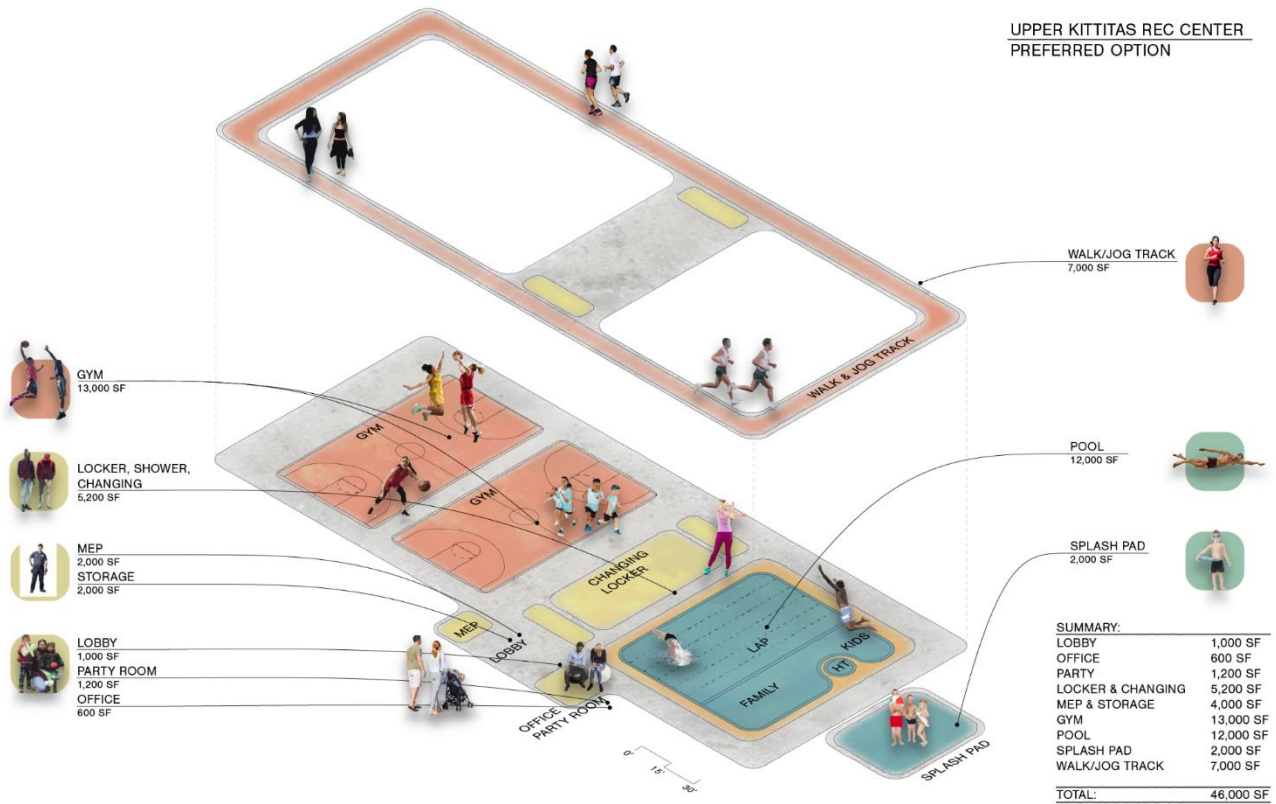 UPPER KITTITAS REC CENTER
PREFERRED OPTION
WALK/JOG TRACK
7,000 SF
WALK & JOG TRACK
GYM
13,000 SF
LOCKER, SHOWER,
CHANGING
5,200 SF
MEP
2,000 SF
STORAGE
2,000 SF
LOBBY
1,000 SF
PARTY ROOM
1,200 SF
OFFICE
600 SF
GYM
GYM
CHANGING
LOCKER
MEP
LOBBY
OFFICE
PARTY ROOM
LAP
KIDS
HT
FAMILY
SPLASH PAD
0'
15'
30'
POOL
12,000 SF
SPLASH PAD
2,000 SF
SUMMARY:
LOBBY 1,000 SF
OFFICE 600 SF
PARTY 1,200 SF
LOCKER & CHANGING 5,200 SF
MEP & STORAGE 4,000 SF
GYM 13,000 SF
POOL 12,000 SF
SPLASH PAD 2,000 SF
WALK/JOG TRACK 7,000 SF
TOTAL: 46,000 SF